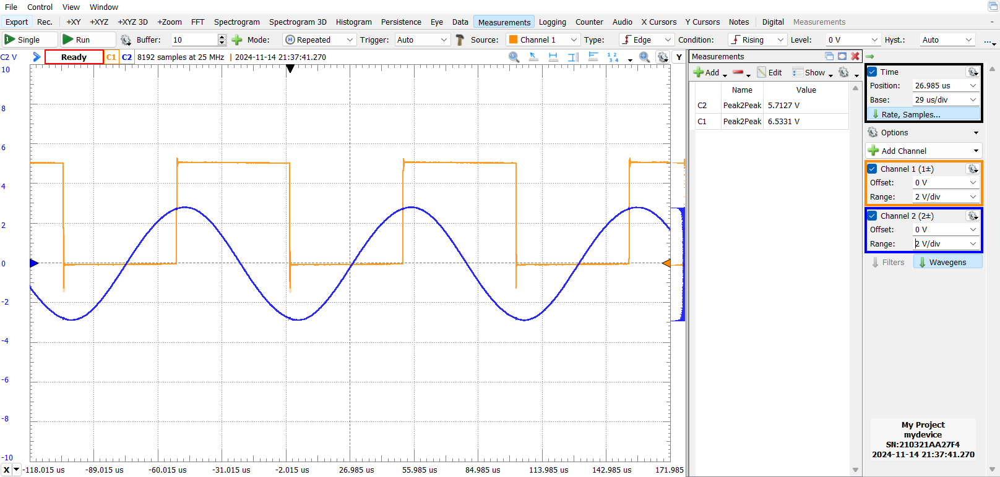 File Control View Window
Export Rec. +XY +XYZ +XYZ 3D +Zoom FFT Spectrogram Spectrogram 3D Histogram Persistence Eye Data Measurements Logging Counter Audio X Cursors Y Cursors Notes Digital Measurements -
1 Single Run Buffer: 10 Mode: Repeated Trigger: Auto Source: Channel 1 Type: Edge Condition: Rising Level: 0 V Hyst.: Auto ...
C2 V Ready C1 C2 8192 samples at 25 MHz | 2024-11-14 21:37:41.270 1 2 3 4 Y
10
8
6
4
2
0
-2
-4
-6
-8
-10
X -118.015 us -89.015 us -60.015 us -31.015 us -2.015 us 26.985 us 55.985 us 84.985 us 113.985 us 142.985 us 171.985
Measurements
Add Edit Show
Name Value
C2 Peak2Peak 5.7127 V
C1 Peak2Peak 6.5331 V
Time
Position: 26.985 us
Base: 29 us/div
Rate, Samples...
Options
Add Channel
Channel 1 (1±)
Offset: 0 V
Range: 2 V/div
Channel 2 (2±)
Offset: 0 V
Range: 2 V/div
Filters Wavegens
My Project
mydevice
SN:210321AA27F4
2024-11-14 21:37:41.270